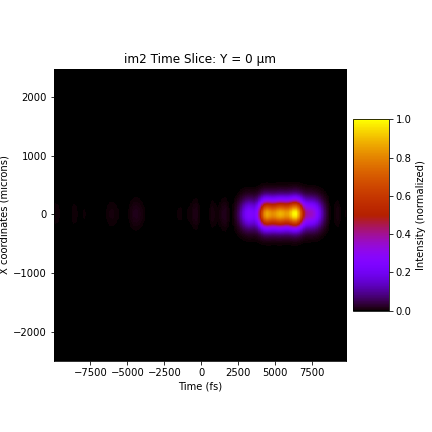 im2 Time Slice: Y = 0 μm
2000
1000
0
−1000
−2000
X coordinates (microns)
−7500 −5000 −2500 0 2500 5000 7500
Time (fs)
1.0
0.8
0.6
0.4
0.2
0.0
Intensity (normalized)